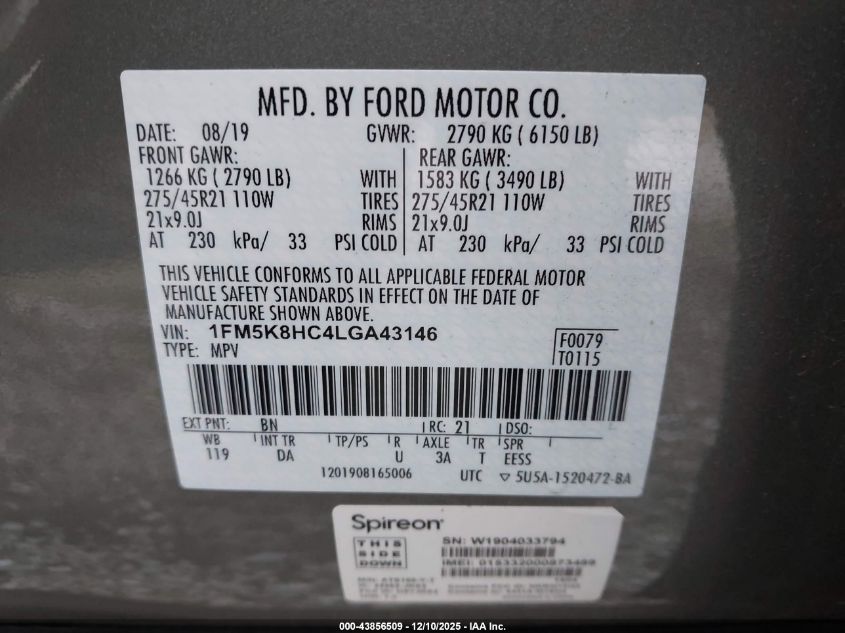 MFD. BY FORD MOTOR CO.
DATE: 08/19 GVWR: 2790 KG ( 6150 LB)
FRONT GAWR: REAR GAWR:
1266 KG ( 2790 LB) WITH 1583 KG ( 3490 LB) WITH
275/45R21 110W TIRES 275/45R21 110W TIRES
21x9.0J RIMS 21x9.0J RIMS
AT 230 kPa/ 33 PSI COLD AT 230 kPa/ 33 PSI COLD
THIS VEHICLE CONFORMS TO ALL APPLICABLE FEDERAL MOTOR
VEHICLE SAFETY STANDARDS IN EFFECT ON THE DATE OF
MANUFACTURE SHOWN ABOVE.
VIN: 1FM5K8HC4LGA43146 F0079
TYPE: MPV T0115
EXT PNT: BN RC: 21 DSO:
WB INT TR TP/PS R AXLE TR SPR
119 DA U 3A T EESS
1201908165006 UTC ▽ 5U5A-1520472-BA
Spireon
THIS SIDE DOWN
SN: W1904033794
IMEI: 015332000873499
000-43856509 - 12/10/2025 - IAA Inc.